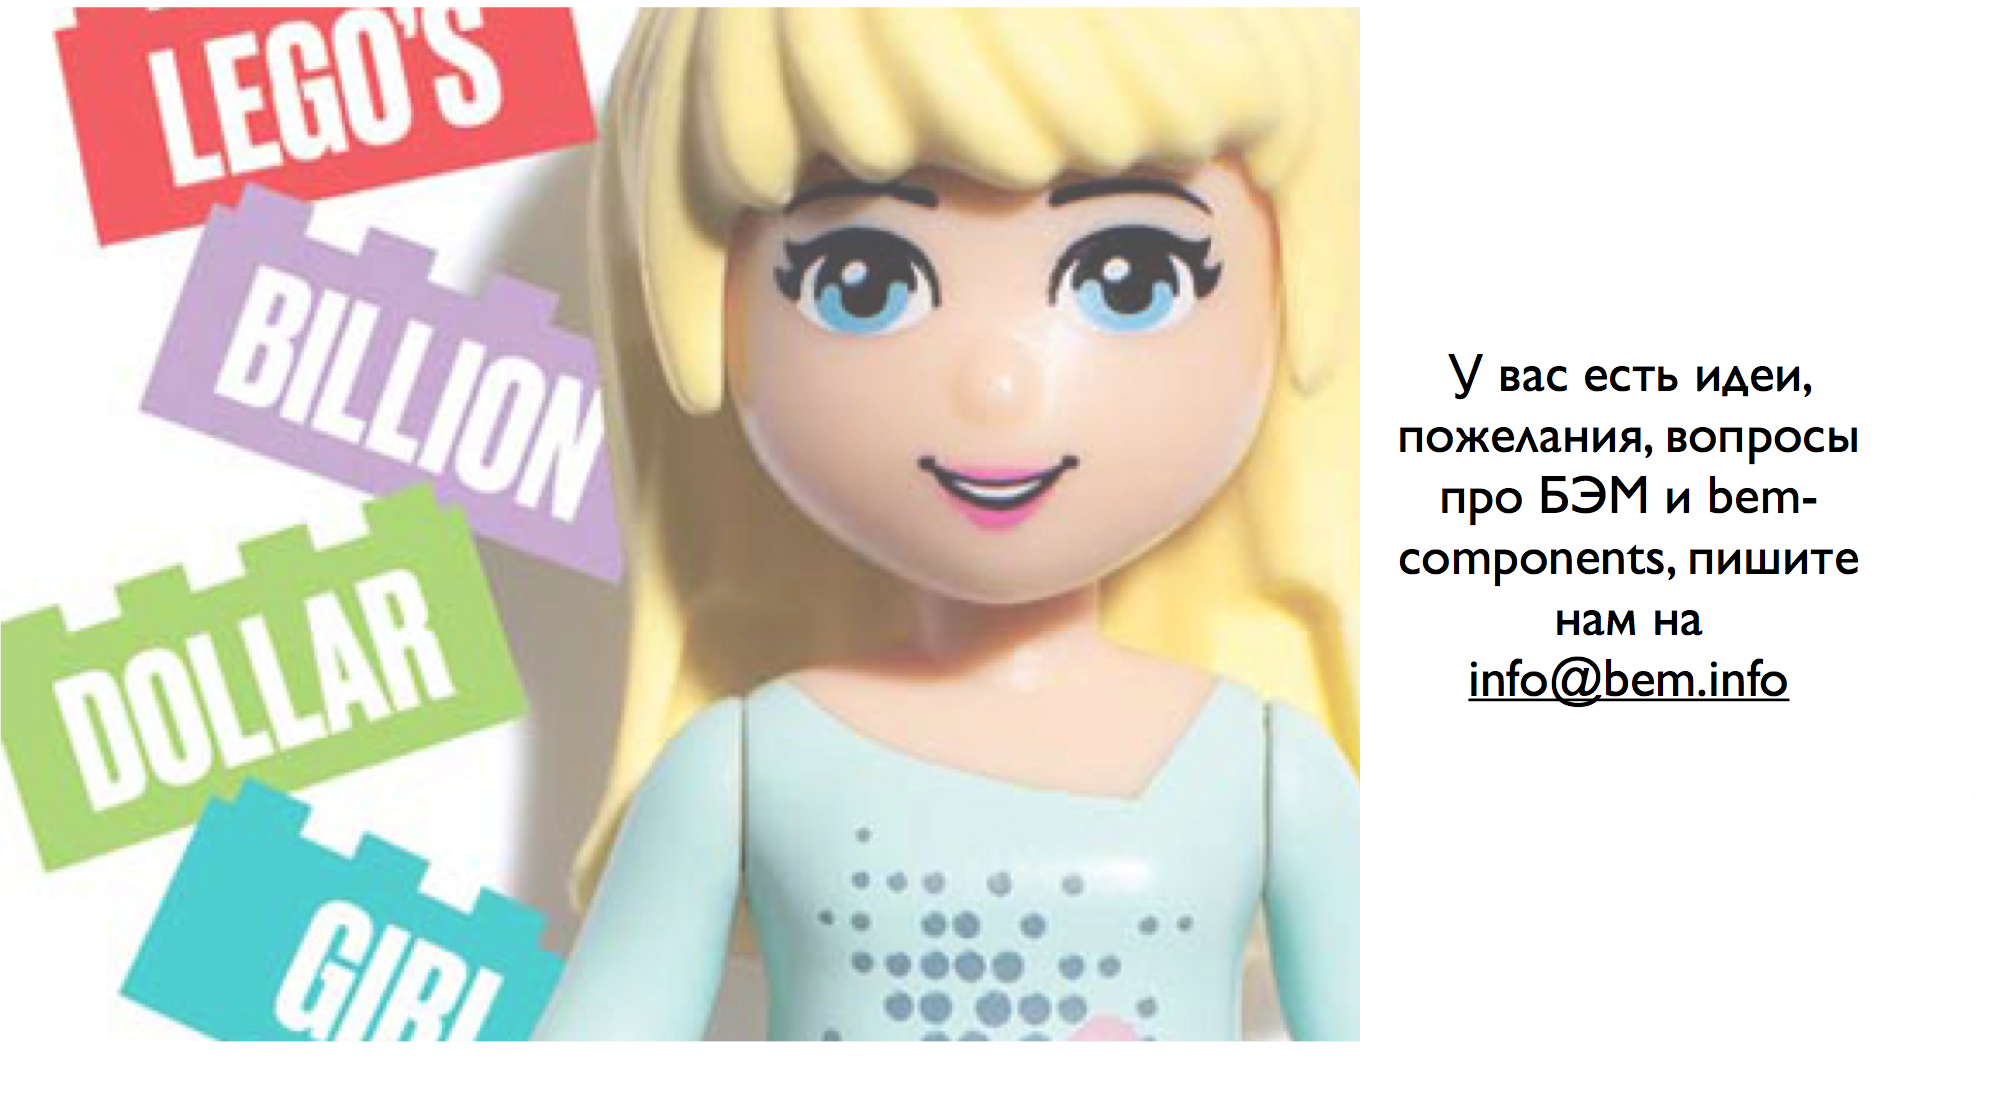 LEGO'S
BILLION
DOLLAR
GIRL
У вас есть идеи,
пожелания, вопросы
про БЭМ и bem-
components, пишите
нам на
info@bem.info